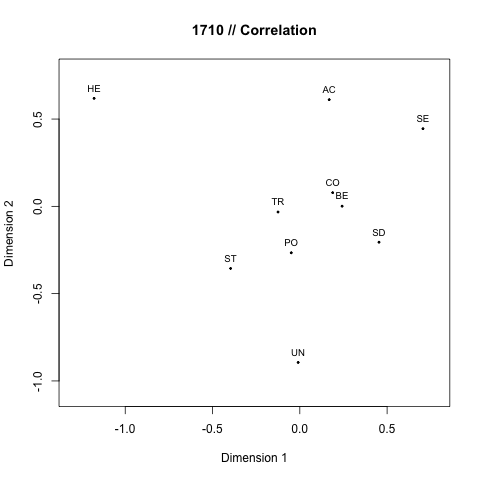 1710 // Correlation
HE
AC
SE
CO
BE
TR
SD
PO
ST
UN
0.5
0.0
-0.5
-1.0
Dimension 2
-1.0
-0.5
0.0
0.5
Dimension 1